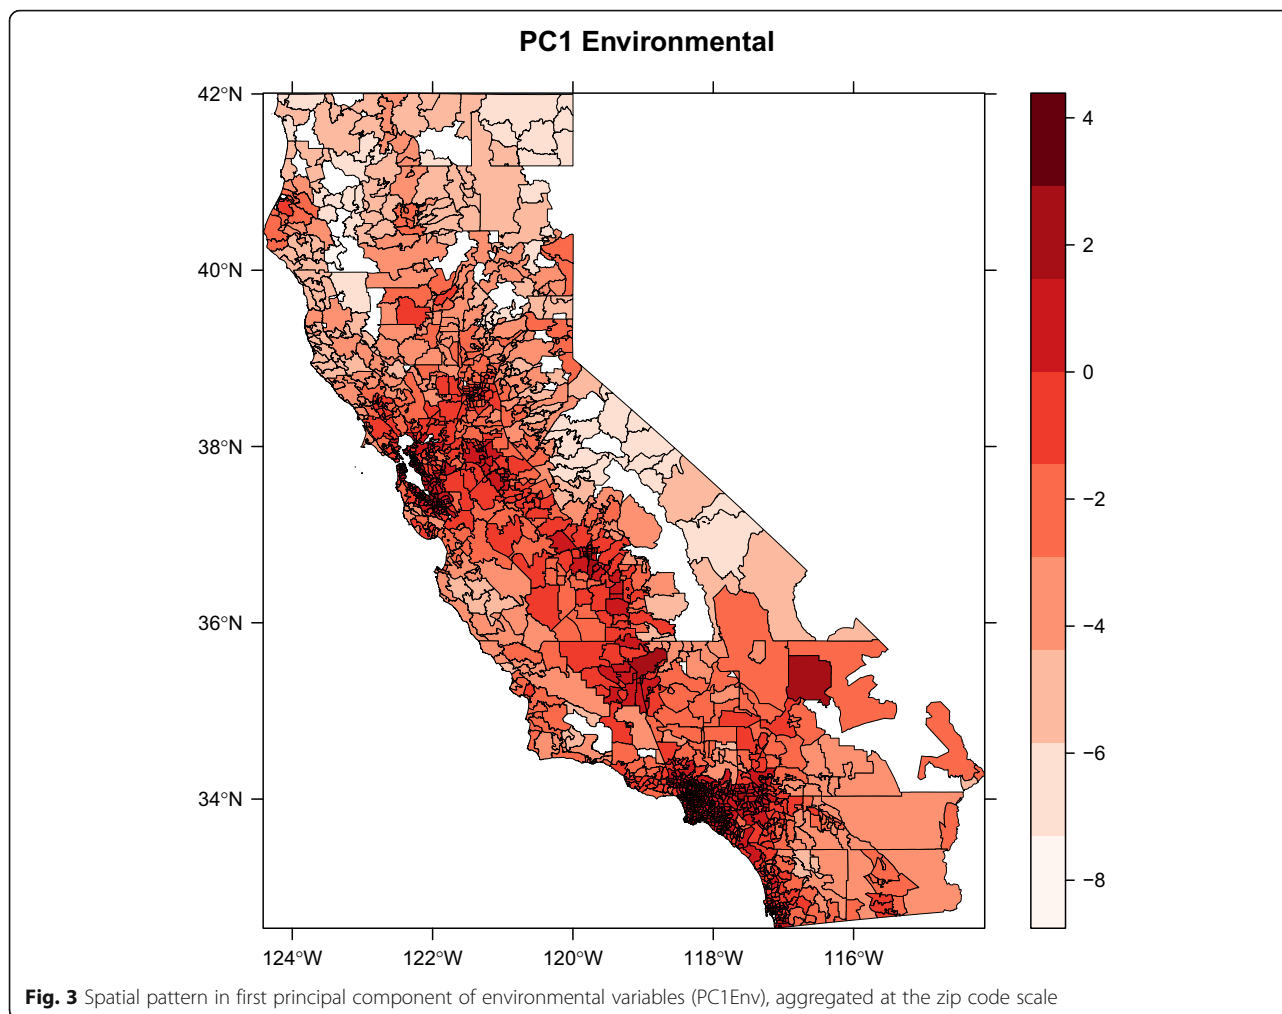 PC1 Environmental
42°N
40°N
38°N
36°N
34°N
124°W
122°W
120°W
118°W
116°W
4
2
0
−2
−4
−6
−8
Fig. 3 Spatial pattern in first principal component of environmental variables (PC1Env), aggregated at the zip code scale